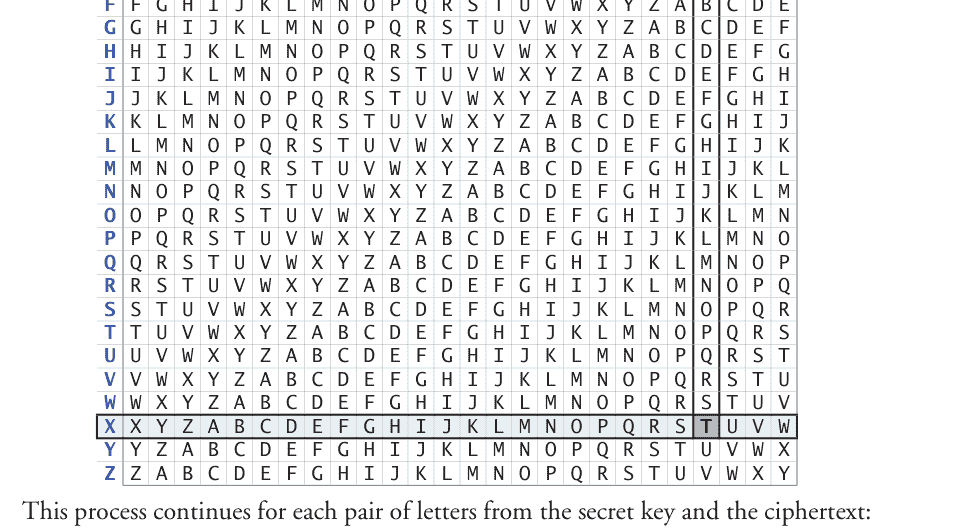 F F G H I J K L M N O P Q R S T U V W X Y Z A B C D E
G G H I J K L M N O P Q R S T U V W X Y Z A B C D E F
H H I J K L M N O P Q R S T U V W X Y Z A B C D E F G
I I J K L M N O P Q R S T U V W X Y Z A B C D E F G H
J J K L M N O P Q R S T U V W X Y Z A B C D E F G H I
K K L M N O P Q R S T U V W X Y Z A B C D E F G H I J
L L M N O P Q R S T U V W X Y Z A B C D E F G H I J K
M M N O P Q R S T U V W X Y Z A B C D E F G H I J K L
N N O P Q R S T U V W X Y Z A B C D E F G H I J K L M
O O P Q R S T U V W X Y Z A B C D E F G H I J K L M N
P P Q R S T U V W X Y Z A B C D E F G H I J K L M N O
Q Q R S T U V W X Y Z A B C D E F G H I J K L M N O P
R R S T U V W X Y Z A B C D E F G H I J K L M N O P Q
S S T U V W X Y Z A B C D E F G H I J K L M N O P Q R
T T U V W X Y Z A B C D E F G H I J K L M N O P Q R S
U U V W X Y Z A B C D E F G H I J K L M N O P Q R S T
V V W X Y Z A B C D E F G H I J K L M N O P Q R S T U
W W X Y Z A B C D E F G H I J K L M N O P Q R S T U V
X X Y Z A B C D E F G H I J K L M N O P Q R S T U V W
Y Y Z A B C D E F G H I J K L M N O P Q R S T U V W X
Z Z A B C D E F G H I J K L M N O P Q R S T U V W X Y
This process continues for each pair of letters from the secret key and the ciphertext: